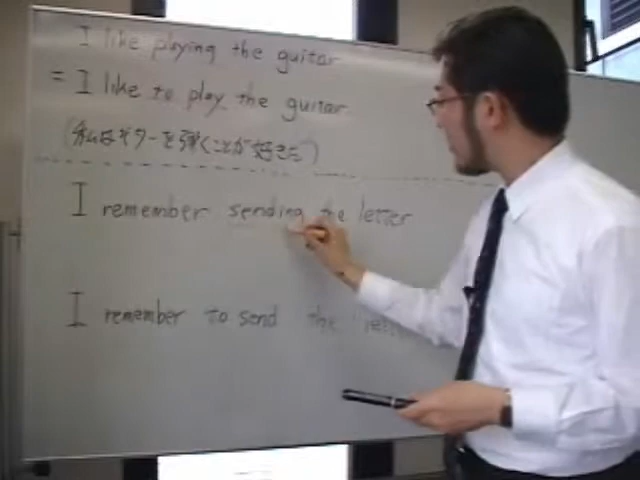 I like playing the guitar
= I like to play the guitar.
(私はギターを弾くことが好きだ)
I remember sending the letter
I remember to send the